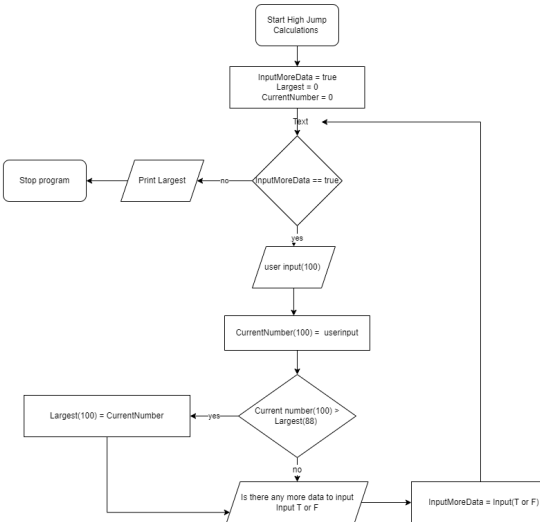 Start High Jump
Calculations
InputMoreData = true
Largest = 0
CurrentNumber = 0
Text
InputMoreData == true
no
Print Largest
Stop program
yes
user input(100)
CurrentNumber(100) = userinput
Current number(100) >
Largest(88)
yes
Largest(100) = CurrentNumber
no
Is there any more data to input
Input T or F
InputMoreData = Input(T or F)